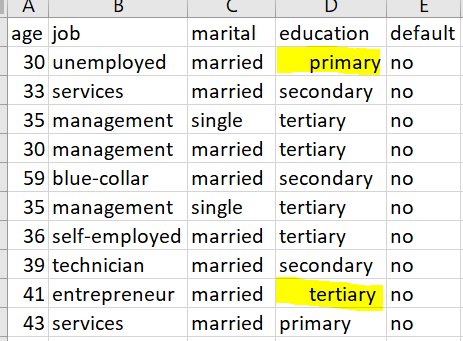 A B C D E
age job marital education default
30 unemployed married primary no
33 services married secondary no
35 management single tertiary no
30 management married tertiary no
59 blue-collar married secondary no
35 management single tertiary no
36 self-employed married tertiary no
39 technician married secondary no
41 entrepreneur married tertiary no
43 services married primary no